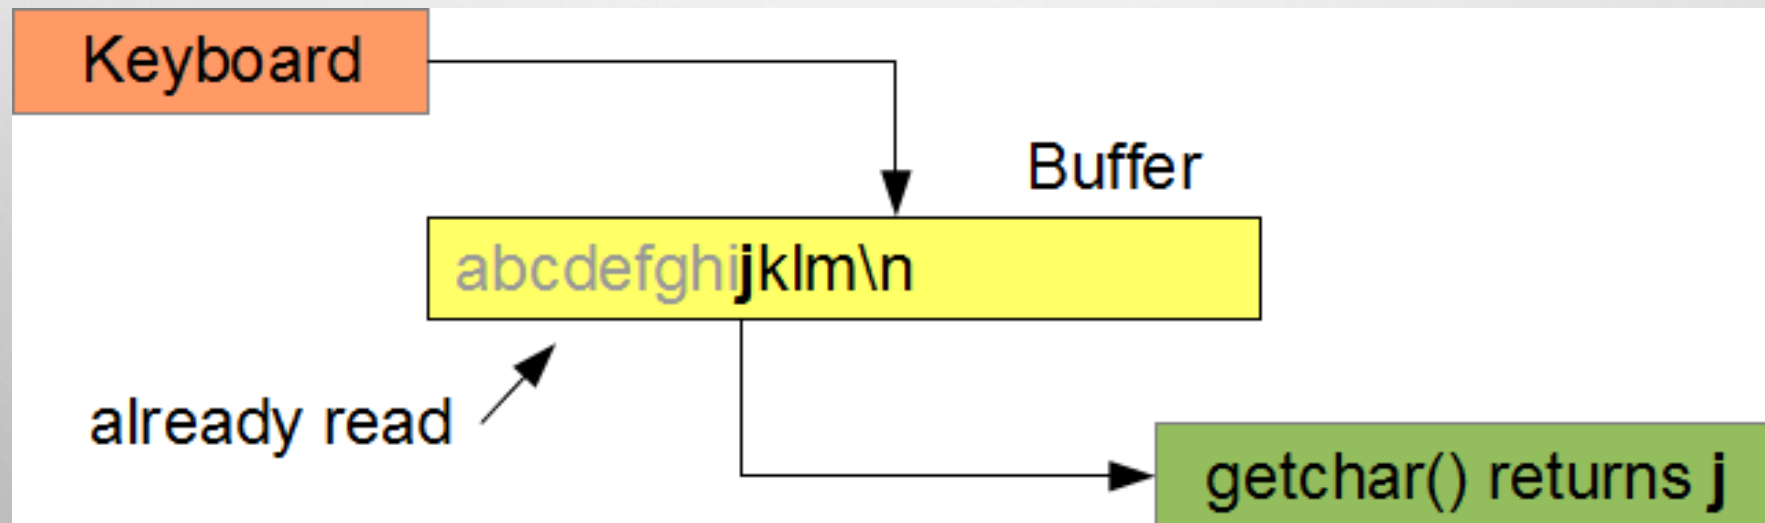 Keyboard
Buffer
abcdefghijklm\n
already read
getchar() returns j